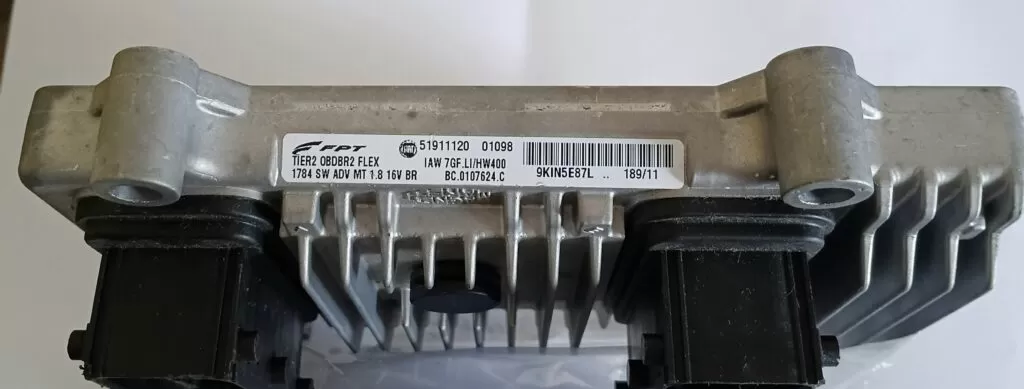 FPT
TIER2 OBDBR2 FLEX
1784 SW ADV MT 1.8 16V BR
FIAT 51911120 01098
IAW 7GF.LI/HW400
BC.0107624.C
9KIN5E87L .. 189/11